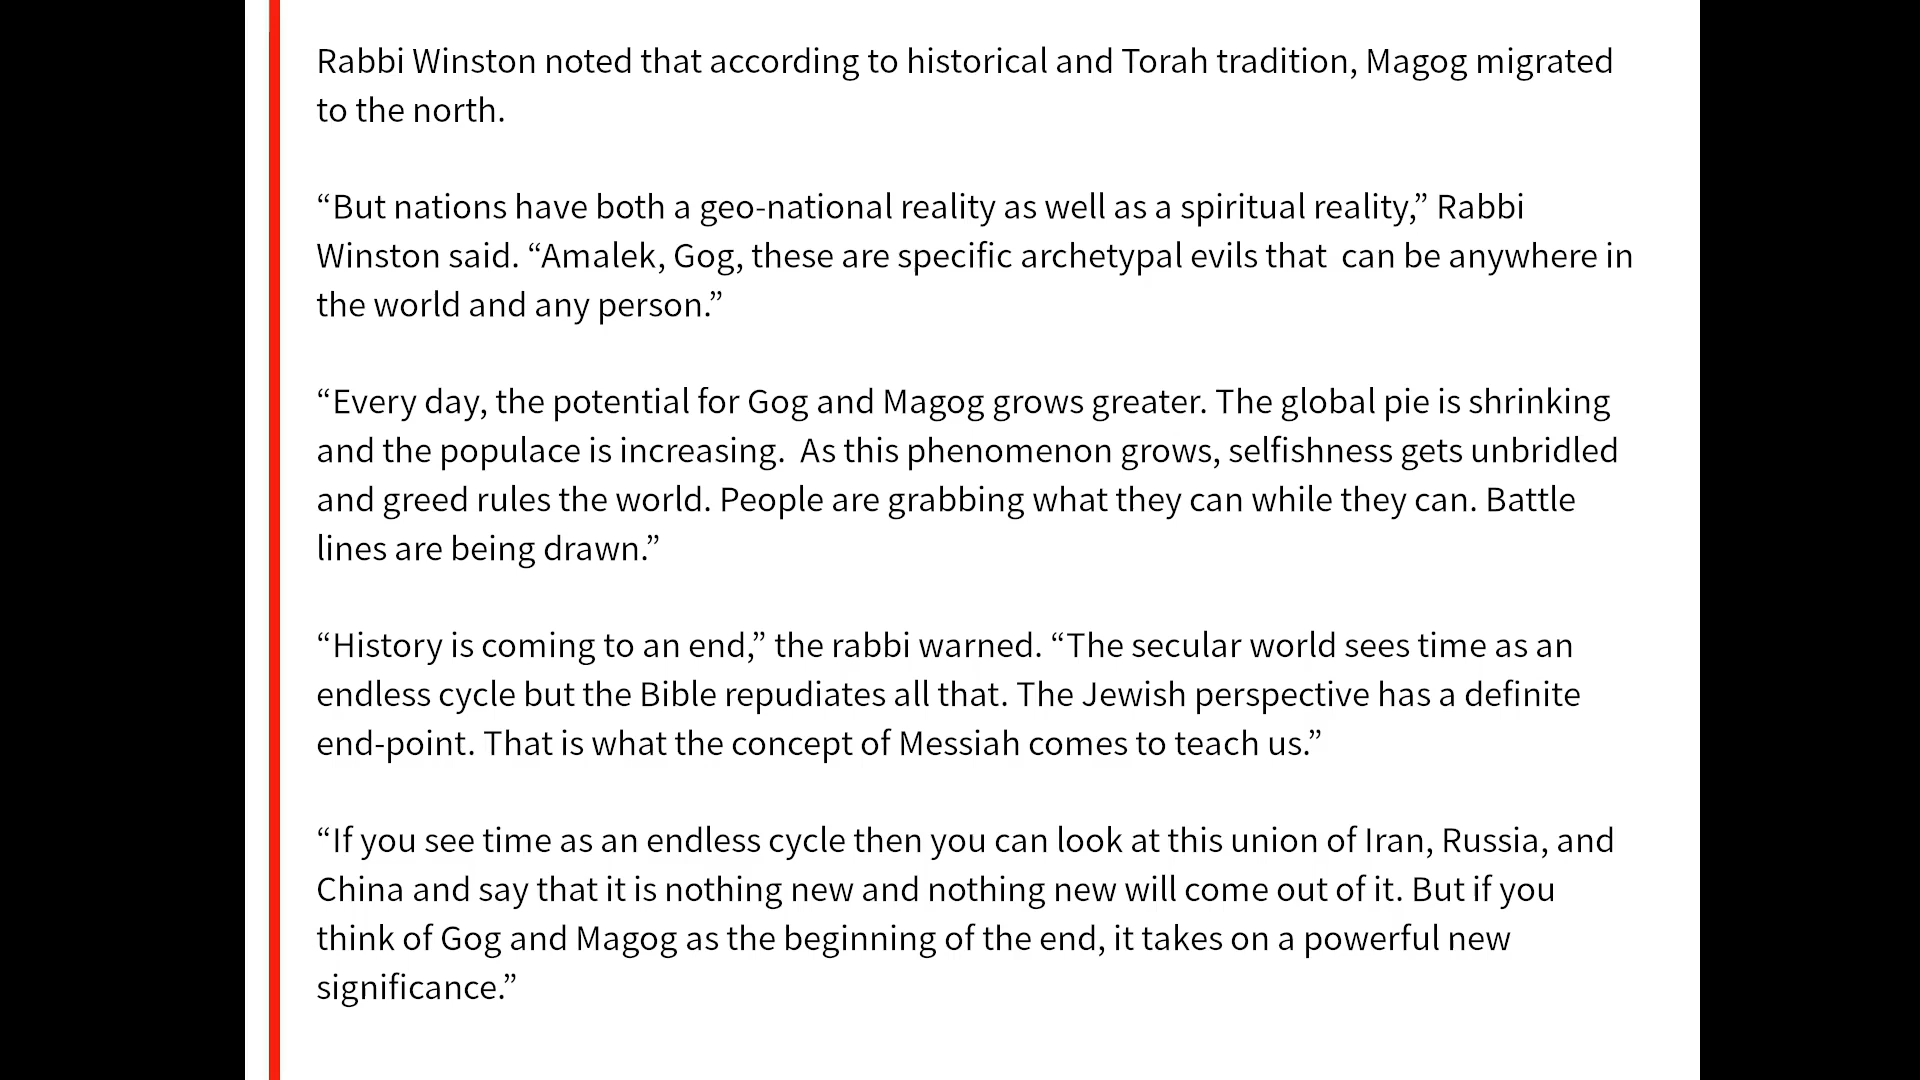 Rabbi Winston noted that according to historical and Torah tradition, Magog migrated
to the north.
“But nations have both a geo-national reality as well as a spiritual reality,” Rabbi
Winston said. “Amalek, Gog, these are specific archetypal evils that  can be anywhere in
the world and any person.”
“Every day, the potential for Gog and Magog grows greater. The global pie is shrinking
and the populace is increasing.  As this phenomenon grows, selfishness gets unbridled
and greed rules the world. People are grabbing what they can while they can. Battle
lines are being drawn.”
“History is coming to an end,” the rabbi warned. “The secular world sees time as an
endless cycle but the Bible repudiates all that. The Jewish perspective has a definite
end-point. That is what the concept of Messiah comes to teach us.”
“If you see time as an endless cycle then you can look at this union of Iran, Russia, and
China and say that it is nothing new and nothing new will come out of it. But if you
think of Gog and Magog as the beginning of the end, it takes on a powerful new
significance.”